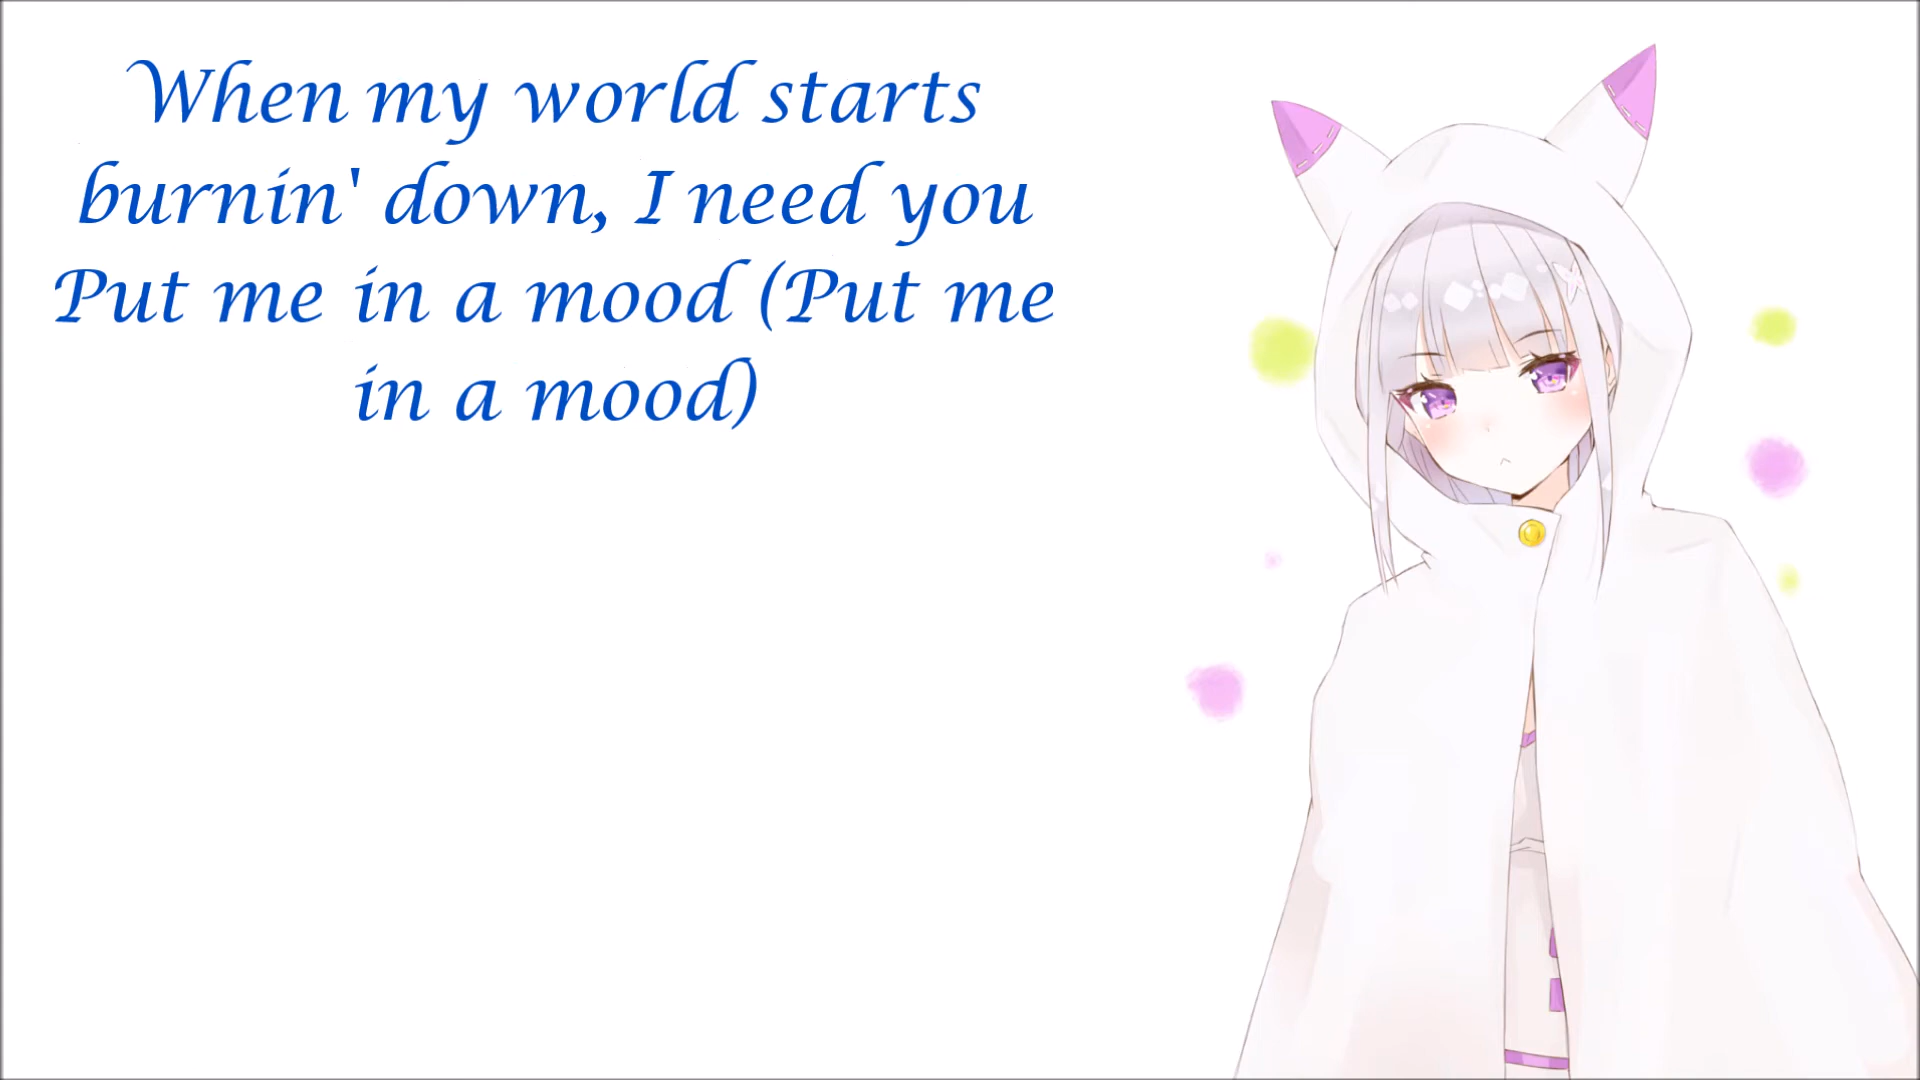 When my world starts
burnin' down, I need you
Put me in a mood (Put me
in a mood)